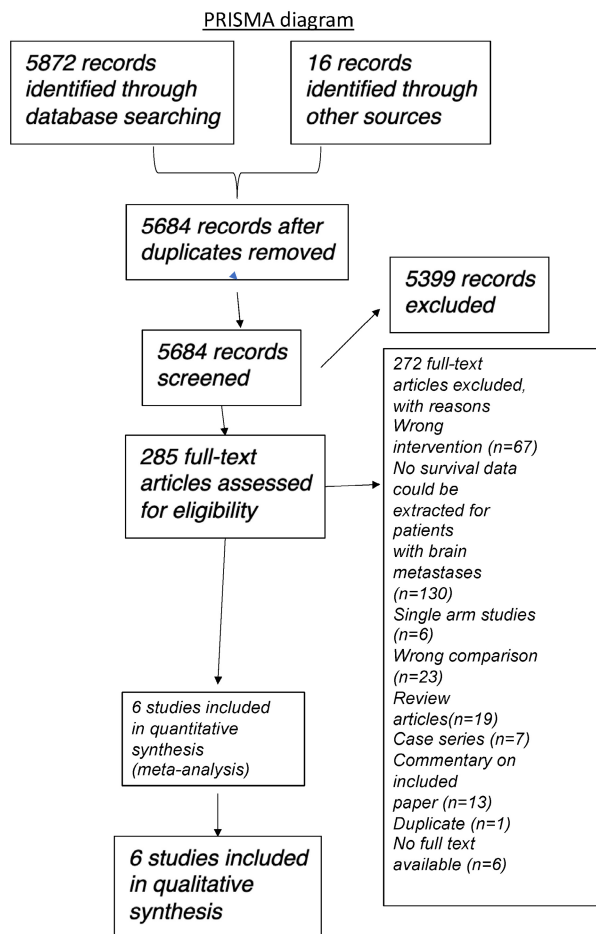 PRISMA diagram
5872 records
identified through
database searching
16 records
identified through
other sources
5684 records after
duplicates removed
5399 records
excluded
5684 records
screened
272 full-text
articles excluded,
with reasons
Wrong
intervention (n=67)
No survival data
could be
extracted for
patients
with brain
metastases
(n=130)
Single arm studies
(n=6)
Wrong comparison
(n=23)
Review
articles(n=19)
Case series (n=7)
Commentary on
included
paper (n=13)
Duplicate (n=1)
No full text
available (n=6)
285 full-text
articles assessed
for eligibility
6 studies included
in quantitative
synthesis
(meta-analysis)
6 studies included
in qualitative
synthesis